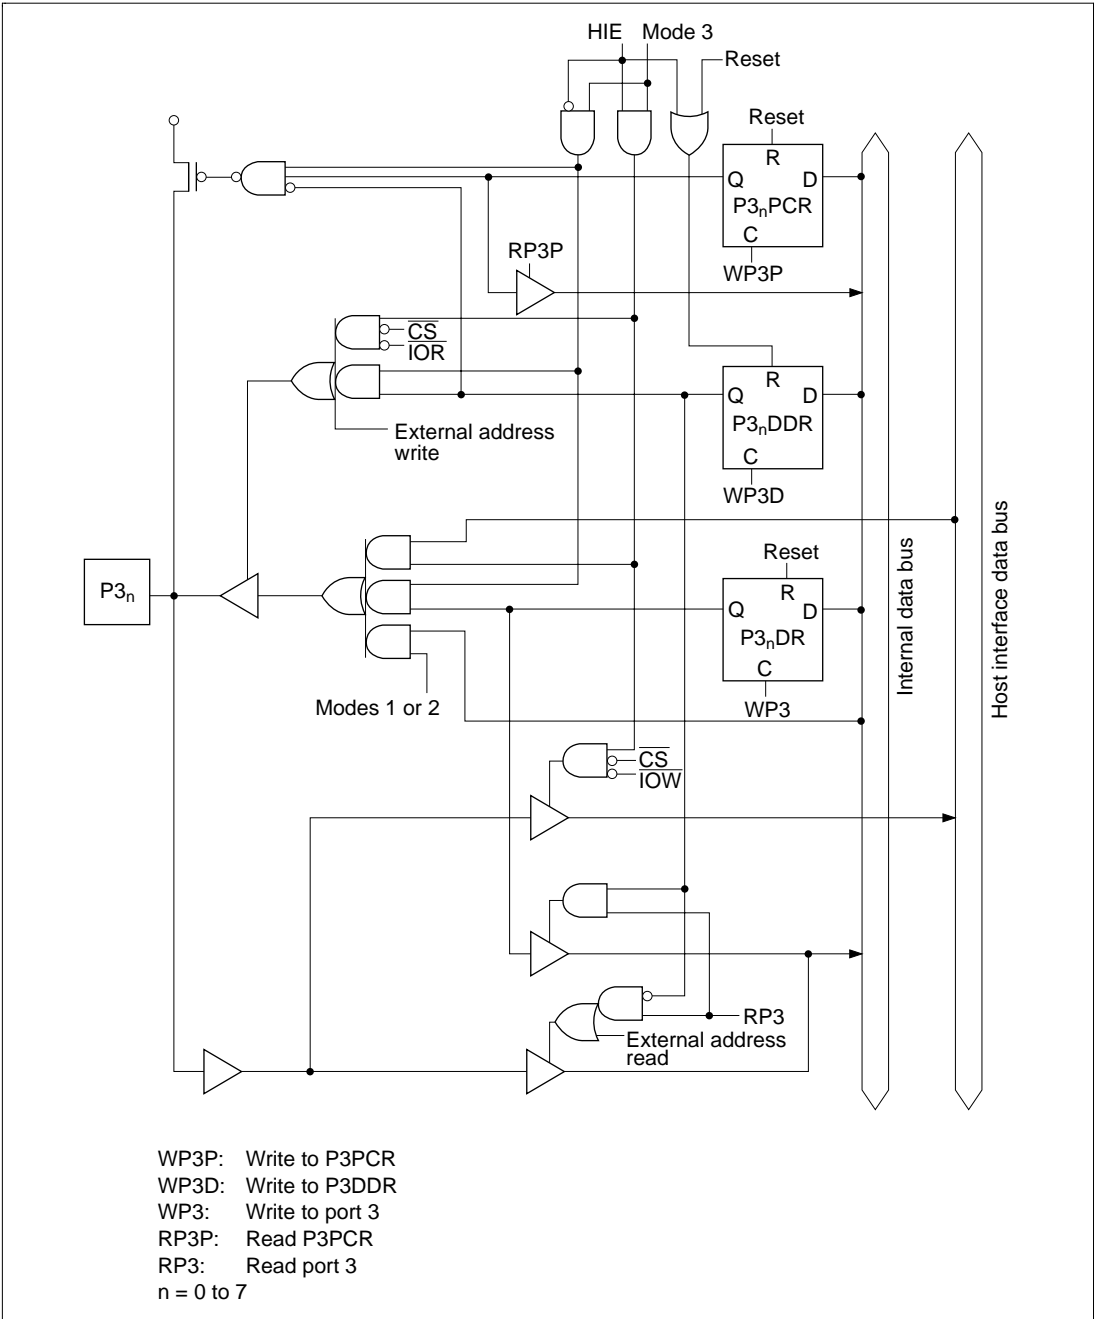 HIE Mode 3
Reset
Reset
R
Q D
P3nPCR
C
WP3P
RP3P
CS
IOR
R
Q D
P3nDDR
C
WP3D
External address
write
Reset
R
Q D
P3nDR
C
WP3
P3n
Modes 1 or 2
Internal data bus
Host interface data bus
CS
IOW
RP3
External address
read
WP3P: Write to P3PCR
WP3D: Write to P3DDR
WP3: Write to port 3
RP3P: Read P3PCR
RP3: Read port 3
n = 0 to 7